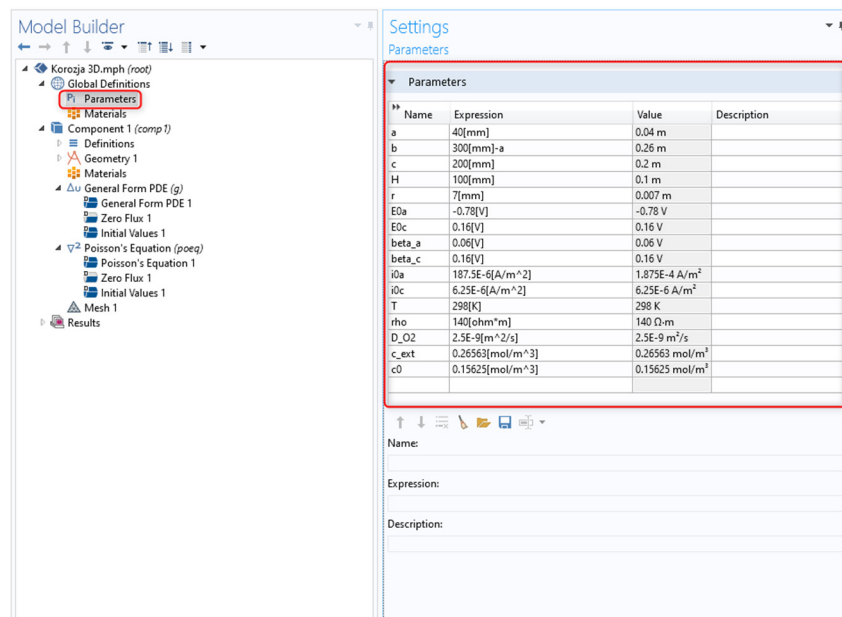 Model Builder
Korozja 3D.mph (root)
Global Definitions
Pi Parameters
Materials
Component 1 (comp1)
Definitions
Geometry 1
Materials
Δu General Form PDE (g)
General Form PDE 1
Zero Flux 1
Initial Values 1
∇² Poisson's Equation (poeq)
Poisson's Equation 1
Zero Flux 1
Initial Values 1
Mesh 1
Results
Settings
Parameters
Parameters
Name Expression Value Description
a 40[mm] 0.04 m
b 300[mm]-a 0.26 m
c 200[mm] 0.2 m
H 100[mm] 0.1 m
r 7[mm] 0.007 m
E0a -0.78[V] -0.78 V
E0c 0.16[V] 0.16 V
beta_a 0.06[V] 0.06 V
beta_c 0.16[V] 0.16 V
i0a 187.5E-6[A/m^2] 1.875E-4 A/m²
i0c 6.25E-6[A/m^2] 6.25E-6 A/m²
T 298[K] 298 K
rho 140[ohm*m] 140 Ω·m
D_O2 2.5E-9[m^2/s] 2.5E-9 m²/s
c_ext 0.26563[mol/m^3] 0.26563 mol/m³
c0 0.15625[mol/m^3] 0.15625 mol/m³
Name:
Expression:
Description: